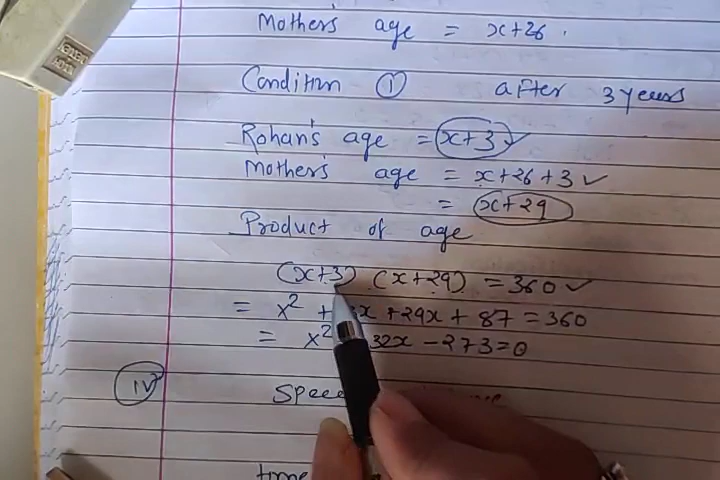 Mother's age = x+26.
Condition ① after 3 years
Rohan's age = x+3 ✓
Mother's age = x+26+3 ✓
= x+29
Product of age
(x+3) (x+29) = 360 ✓
= x² + 3x + 29x + 87 = 360
= x² 32x - 273 = 0
iv
time